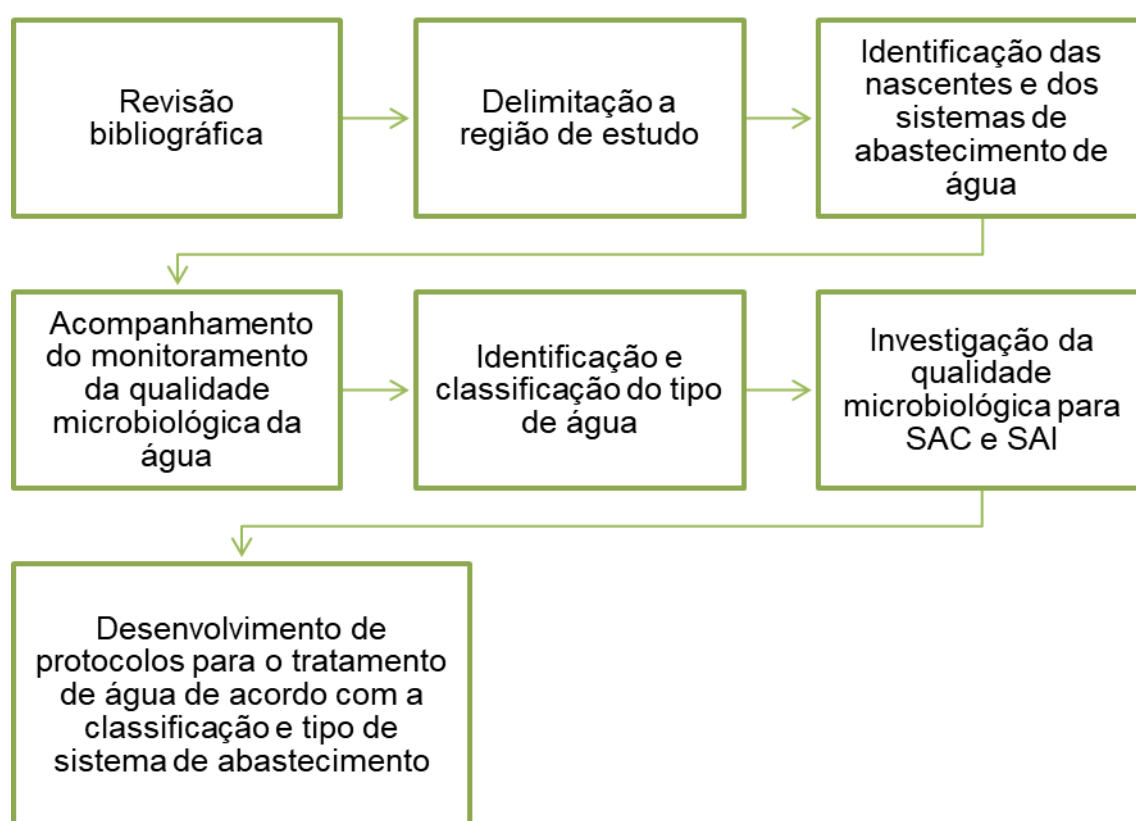 Revisão
bibliográfica
Delimitação a
região de estudo
Identificação das
nascentes e dos
sistemas de
abastecimento de
água
Acompanhamento
do monitoramento
da qualidade
microbiológica da
água
Identificação e
classificação do tipo
de água
Investigação da
qualidade
microbiológica para
SAC e SAI
Desenvolvimento de
protocolos para o tratamento
de água de acordo com a
classificação e tipo de
sistema de abastecimento